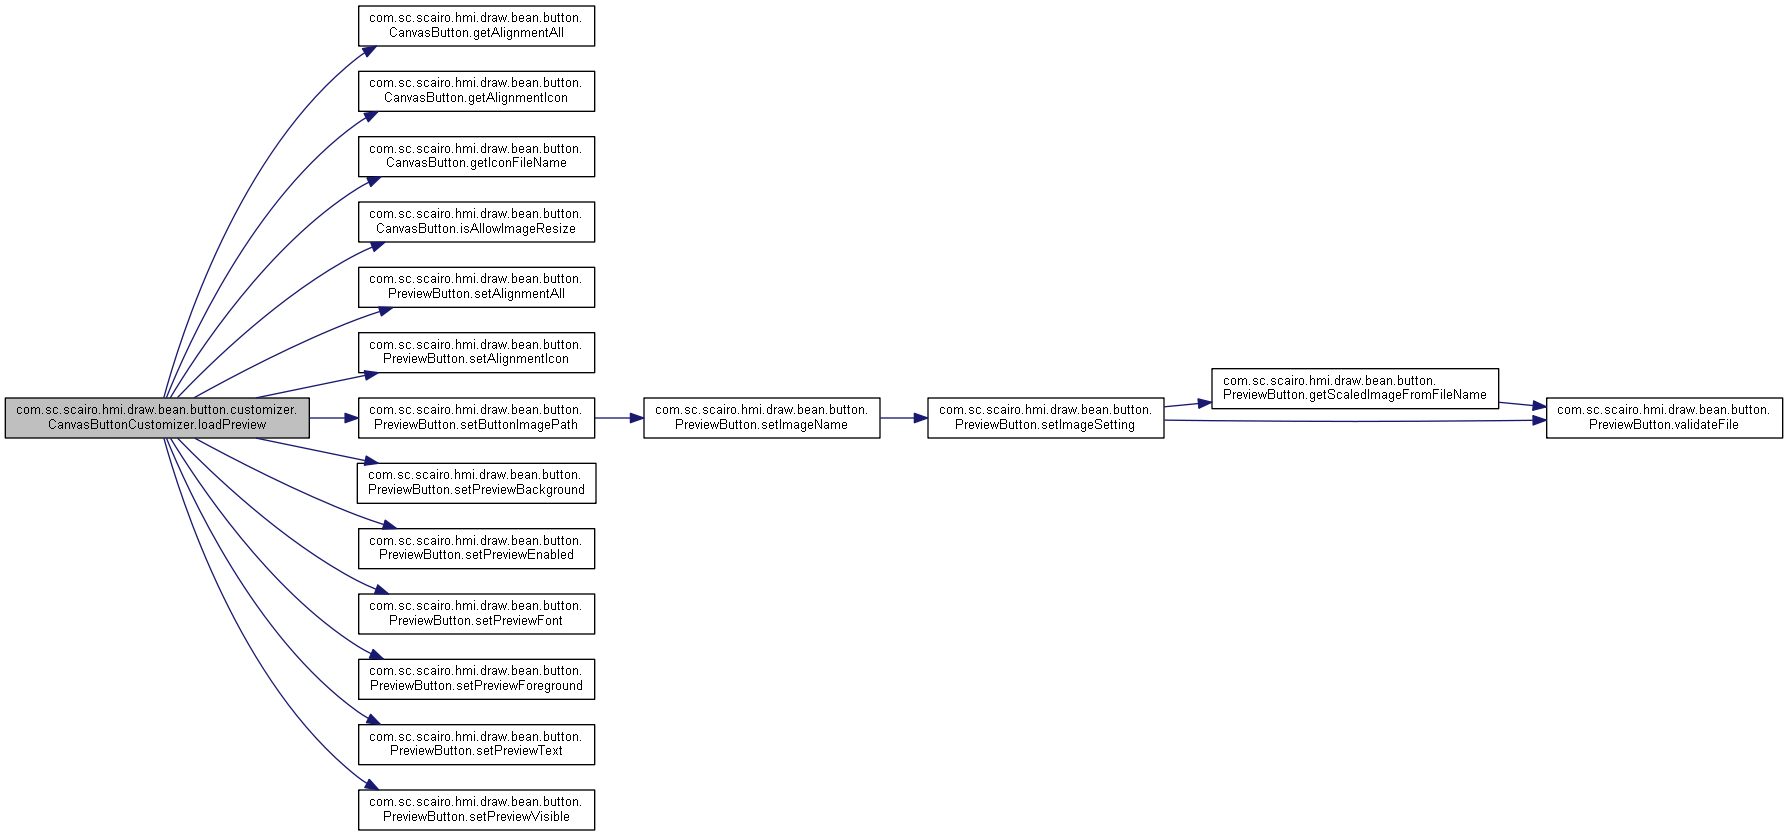 com.sc.scairo.hmi.draw.bean.button.customizer.
CanvasButtonCustomizer.loadPreview
com.sc.scairo.hmi.draw.bean.button.
CanvasButton.getAlignmentAll
com.sc.scairo.hmi.draw.bean.button.
CanvasButton.getAlignmentIcon
com.sc.scairo.hmi.draw.bean.button.
CanvasButton.getIconFileName
com.sc.scairo.hmi.draw.bean.button.
CanvasButton.isAllowImageResize
com.sc.scairo.hmi.draw.bean.button.
PreviewButton.setAlignmentAll
com.sc.scairo.hmi.draw.bean.button.
PreviewButton.setAlignmentIcon
com.sc.scairo.hmi.draw.bean.button.
PreviewButton.setButtonImagePath
com.sc.scairo.hmi.draw.bean.button.
PreviewButton.setImageName
com.sc.scairo.hmi.draw.bean.button.
PreviewButton.setImageSetting
com.sc.scairo.hmi.draw.bean.button.
PreviewButton.getScaledImageFromFileName
com.sc.scairo.hmi.draw.bean.button.
PreviewButton.validateFile
com.sc.scairo.hmi.draw.bean.button.
PreviewButton.setPreviewBackground
com.sc.scairo.hmi.draw.bean.button.
PreviewButton.setPreviewEnabled
com.sc.scairo.hmi.draw.bean.button.
PreviewButton.setPreviewFont
com.sc.scairo.hmi.draw.bean.button.
PreviewButton.setPreviewForeground
com.sc.scairo.hmi.draw.bean.button.
PreviewButton.setPreviewText
com.sc.scairo.hmi.draw.bean.button.
PreviewButton.setPreviewVisible